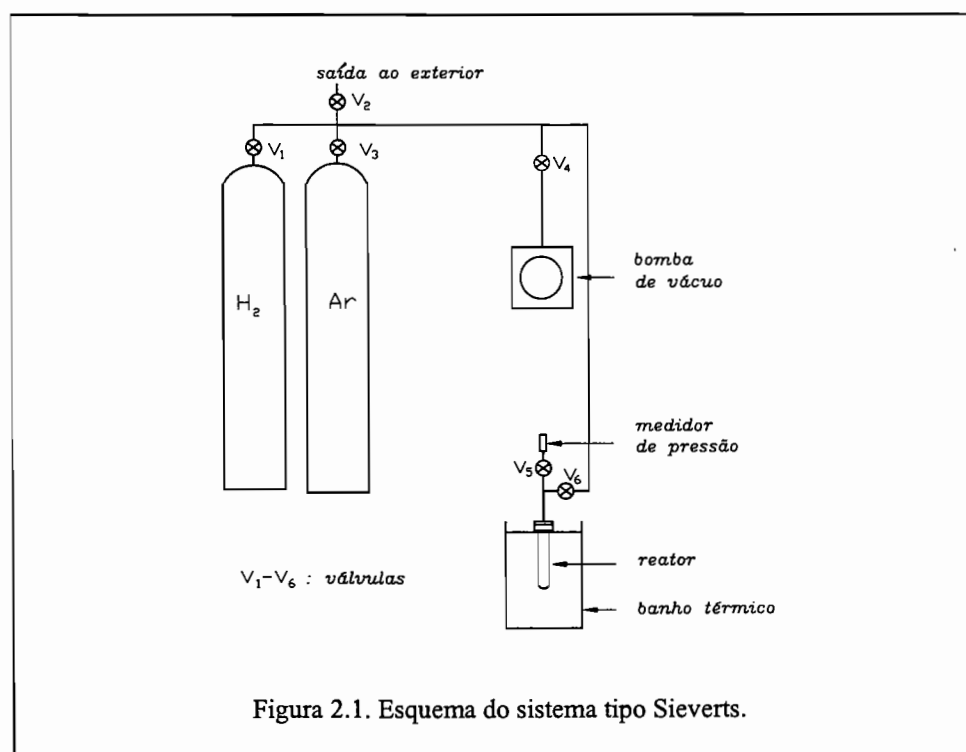 saída ao exterior
V₂
V₁
V₃
V₄
H₂
Ar
bomba
de vácuo
medidor
de pressão
V₅
V₆
reator
V₁-V₆ : válvulas
banho térmico
Figura 2.1. Esquema do sistema tipo Sieverts.